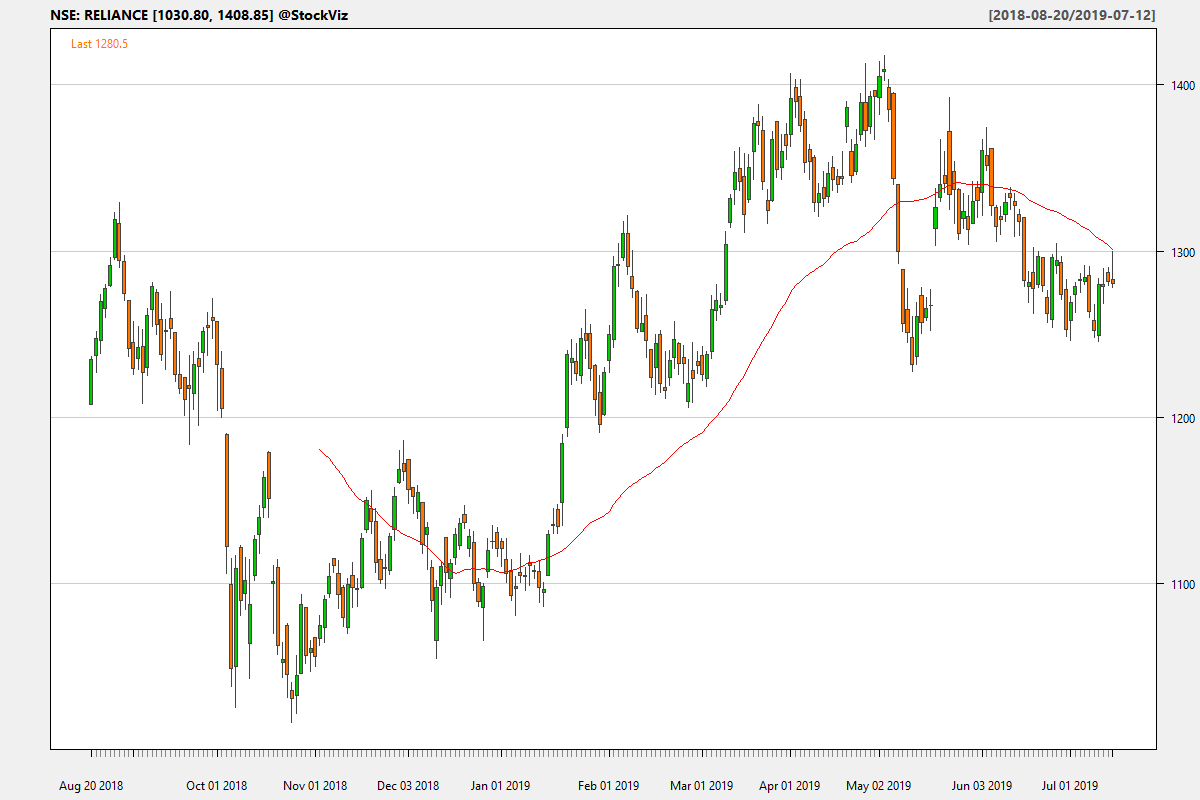 NSE: RELIANCE [1030.80, 1408.85] @StockViz
[2018-08-20/2019-07-12]
Last 1280.5
1400
1300
1200
1100
Aug 20 2018 Oct 01 2018 Nov 01 2018 Dec 03 2018 Jan 01 2019 Feb 01 2019 Mar 01 2019 Apr 01 2019 May 02 2019 Jun 03 2019 Jul 01 2019